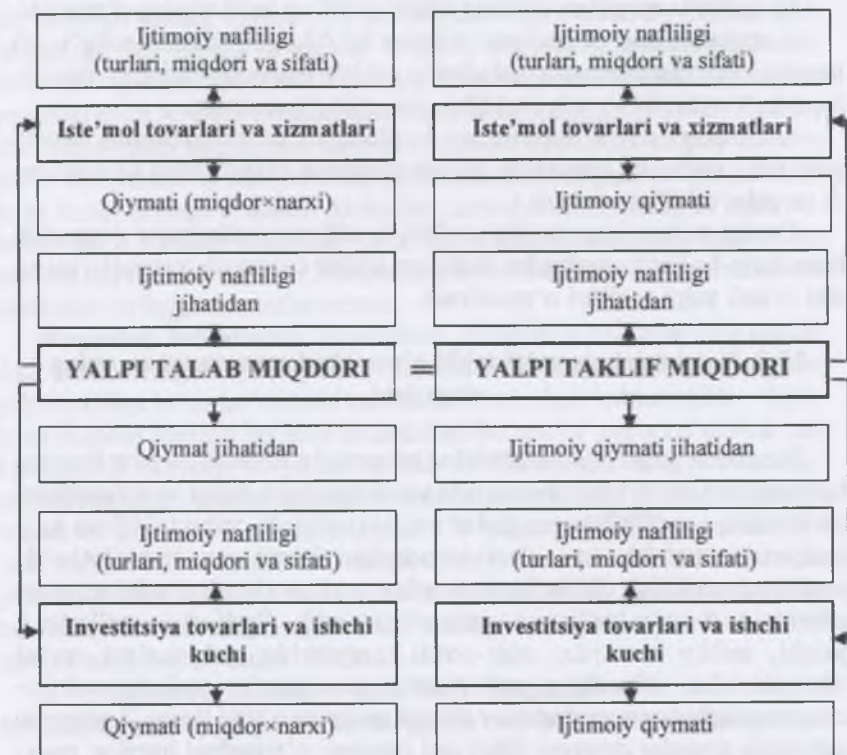 Ijtimoiy nafliligi
(turlari, miqdori va sifati)
Ijtimoiy nafliligi
(turlari, miqdori va sifati)
Iste’mol tovarlari va xizmatlari
Iste’mol tovarlari va xizmatlari
Qiymati (miqdor×narxi)
Ijtimoiy qiymati
Ijtimoiy nafliligi
jihatidan
Ijtimoiy nafliligi
jihatidan
YALPI TALAB MIQDORI = YALPI TAKLIF MIQDORI
Qiymat jihatidan
Ijtimoiy qiymati jihatidan
Ijtimoiy nafliligi
(turlari, miqdori va sifati)
Ijtimoiy nafliligi
(turlari, miqdori va sifati)
Investitsiya tovarlari va ishchi
kuchi
Investitsiya tovarlari va ishchi
kuchi
Qiymati (miqdor×narxi)
Ijtimoiy qiymati